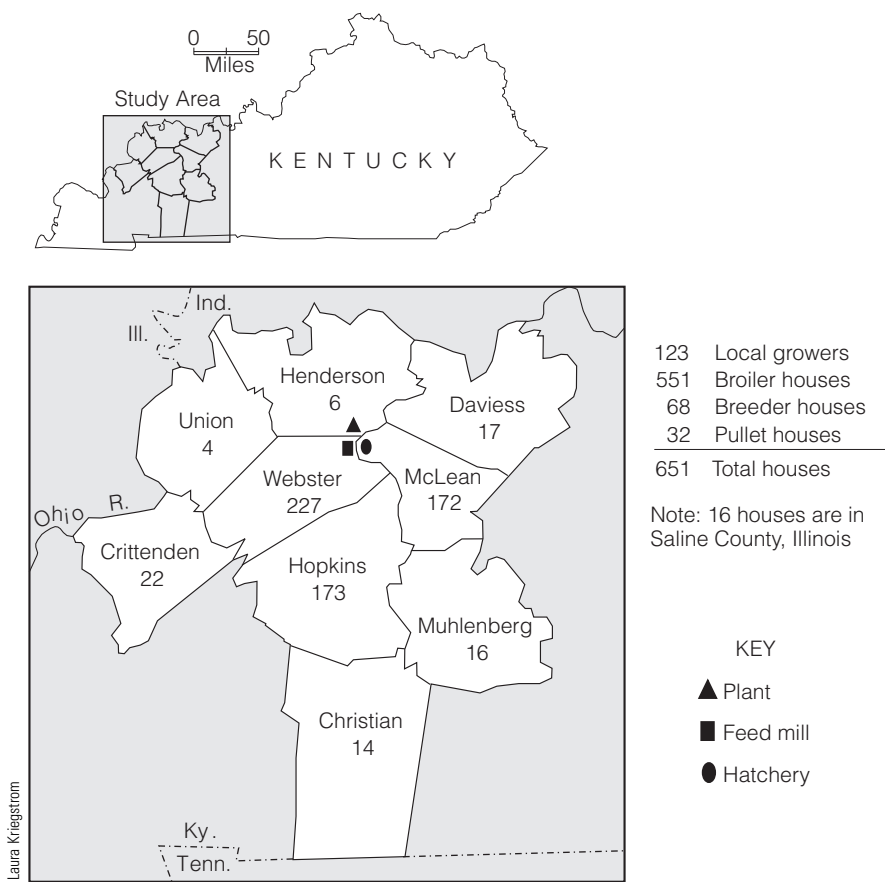 0 50
Miles
Study Area
K E N T U C K Y
Ind.
Ill.
Henderson
6
Union
4
Daviess
17
Webster
227
McLean
172
Ohio R.
Crittenden
22
Hopkins
173
Muhlenberg
16
Christian
14
Ky.
Tenn.
123 Local growers
551 Broiler houses
68 Breeder houses
32 Pullet houses
651 Total houses
Note: 16 houses are in
Saline County, Illinois
KEY
Plant
Feed mill
Hatchery
Laura Kriegstrom